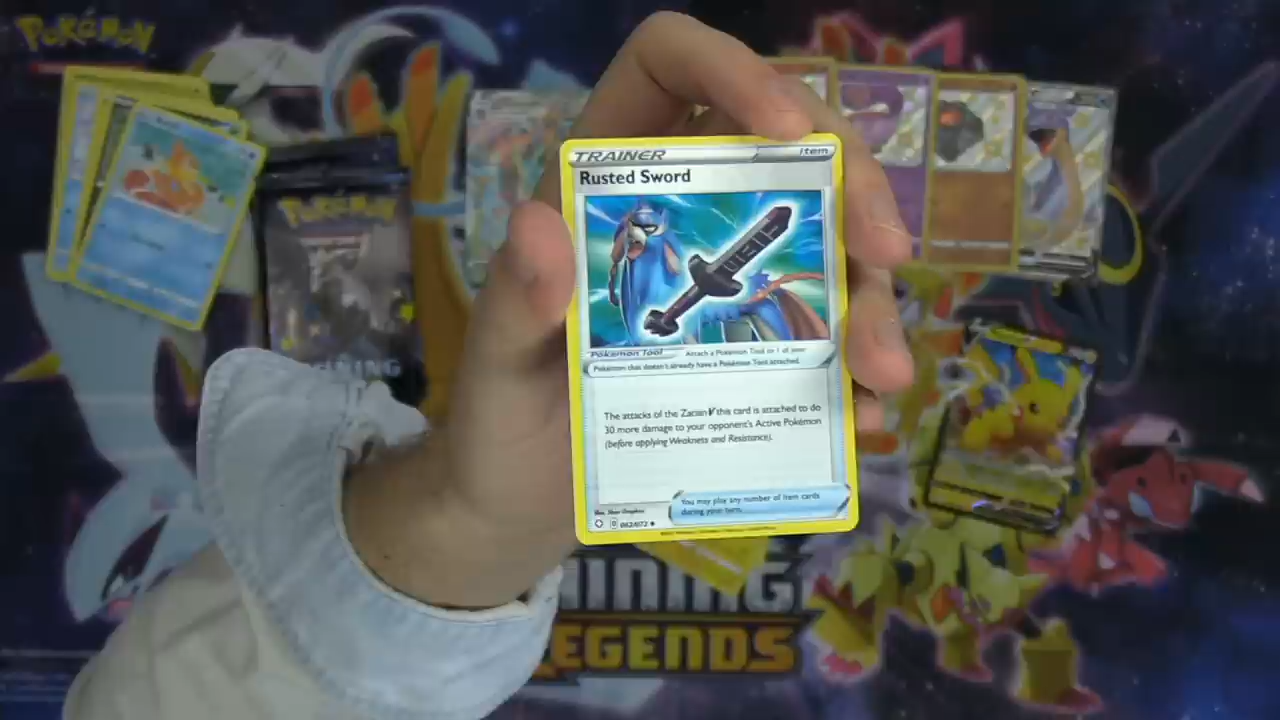 Pokémon
TRAINER
Item
Rusted Sword
Pokémon
Pokémon Tool
Attach a Pokémon Tool to 1 of your
Pokémon that doesn't already have a Pokémon Tool attached.
The attacks of the Zacian V this card is attached to do
30 more damage to your opponent's Active Pokémon
(before applying Weakness and Resistance).
You may play any number of Item cards
during your turn.
062/072
HINING
LEGENDS